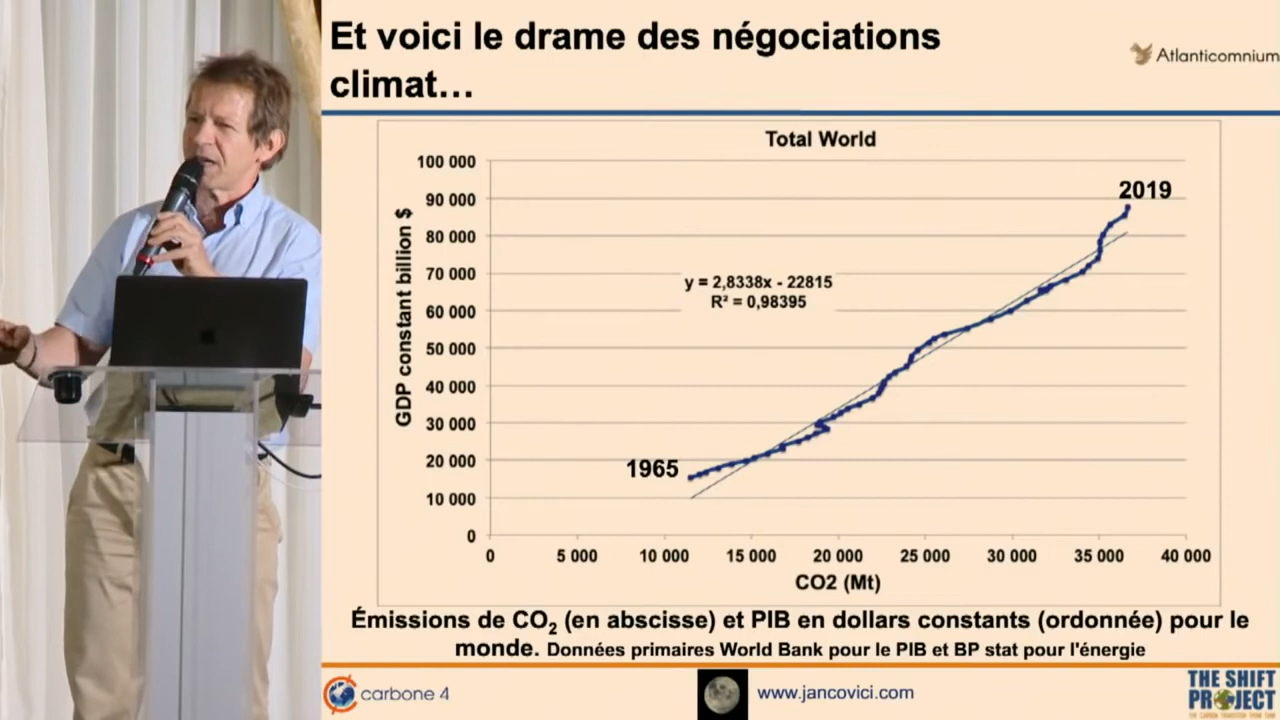 Et voici le drame des négociations
climat...
Atlanticomnium
Total World
100 000
90 000
80 000
70 000
60 000
50 000
40 000
30 000
20 000
10 000
0
GDP constant billion $
2019
y = 2,8338x - 22815
R² = 0,98395
1965
0 5 000 10 000 15 000 20 000 25 000 30 000 35 000 40 000
CO2 (Mt)
Émissions de CO₂ (en abscisse) et PIB en dollars constants (ordonnée) pour le
monde. Données primaires World Bank pour le PIB et BP stat pour l'énergie
carbone 4
www.jancovici.com
THE SHIFT
PROJECT